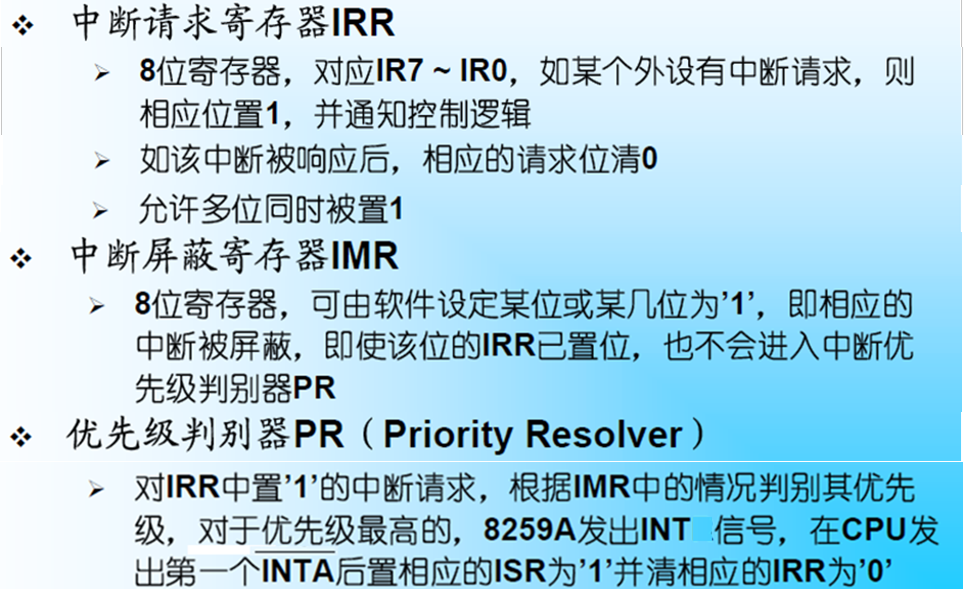 ❖ 中断请求寄存器IRR
➢ 8位寄存器，对应IR7 ~ IR0，如某个外设有中断请求，则
相应位置1，并通知控制逻辑
➢ 如该中断被响应后，相应的请求位清0
➢ 允许多位同时被置1
❖ 中断屏蔽寄存器IMR
➢ 8位寄存器，可由软件设定某位或某几位为’1’，即相应的
中断被屏蔽，即使该位的IRR已置位，也不会进入中断优
先级判别器PR
❖ 优先级判别器PR（Priority Resolver）
➢ 对IRR中置’1’的中断请求，根据IMR中的情况判别其优先
级，对于优先级最高的，8259A发出INT 信号，在CPU发
出第一个INTA后置相应的ISR为’1’并清相应的IRR为’0’